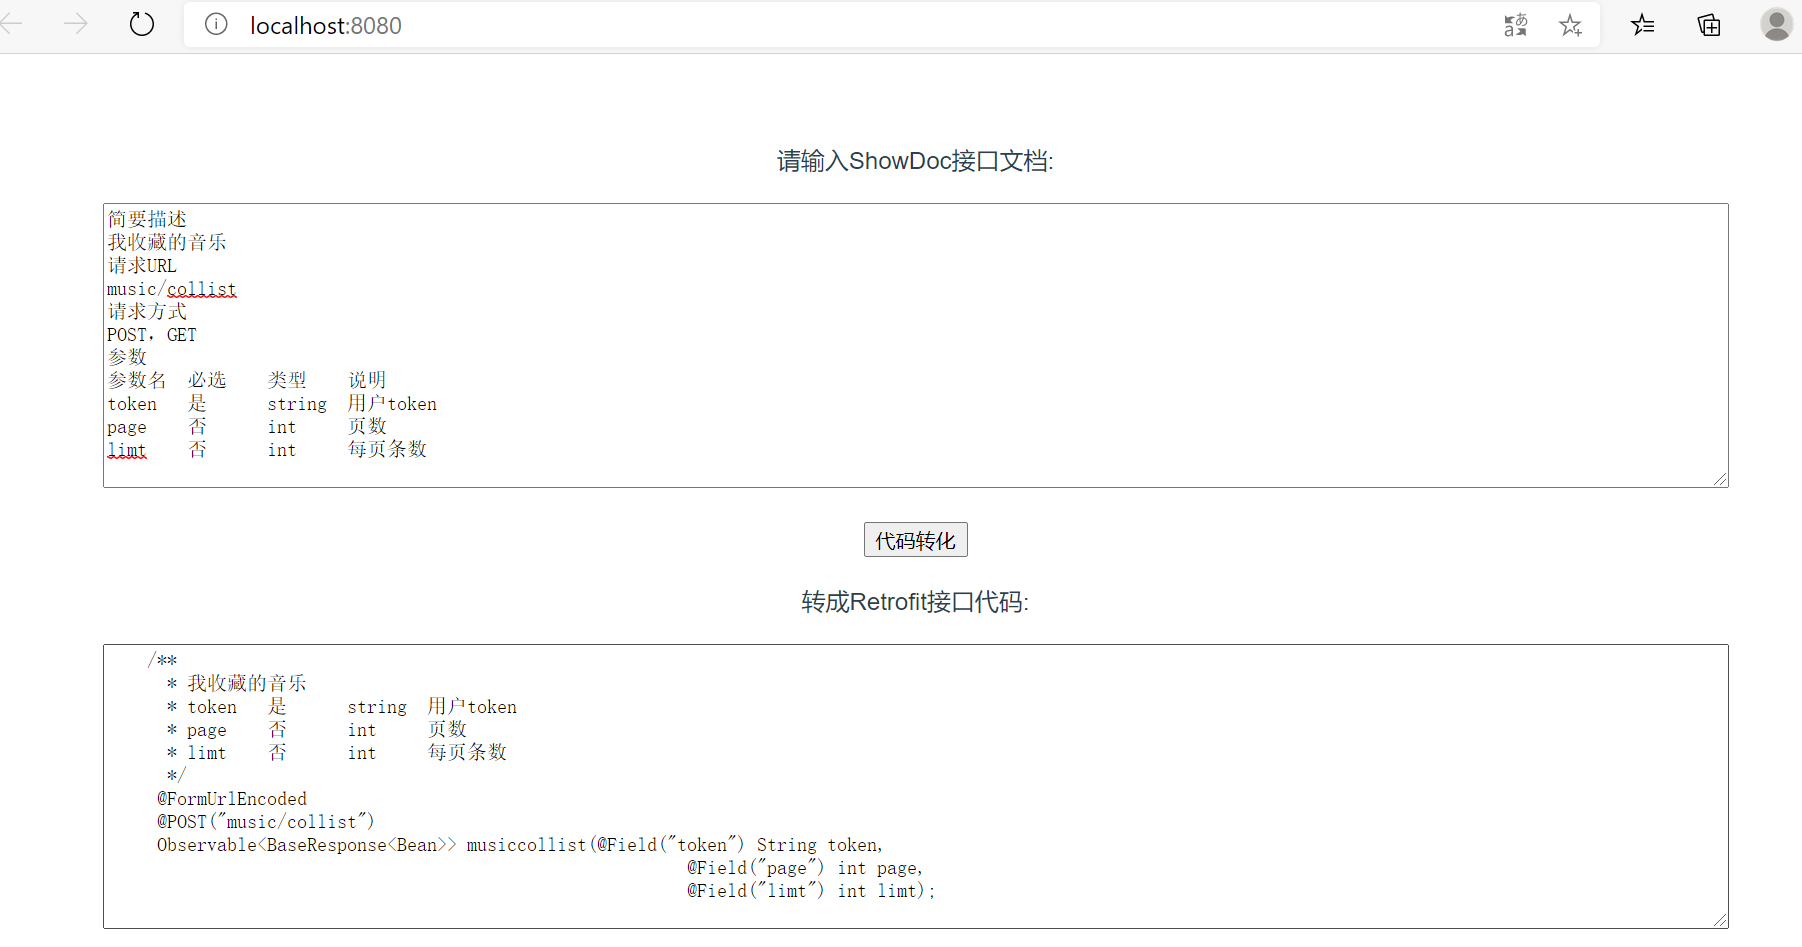 localhost:8080
请输入ShowDoc接口文档:
简要描述
我收藏的音乐
请求URL
music/collist
请求方式
POST，GET
参数
参数名 必选 类型 说明
token 是 string 用户token
page 否 int 页数
limt 否 int 每页条数
代码转化
转成Retrofit接口代码:
/**
* 我收藏的音乐
* token 是 string 用户token
* page 否 int 页数
* limt 否 int 每页条数
*/
@FormUrlEncoded
@POST("music/collist")
Observable<BaseResponse<Bean>> musiccollist(@Field("token") String token,
@Field("page") int page,
@Field("limt") int limt);